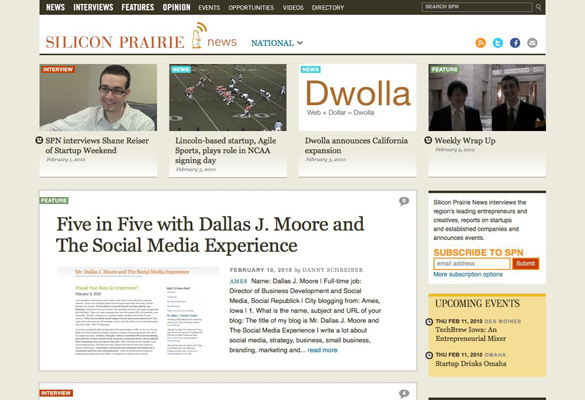 NEWS INTERVIEWS FEATURES OPINION EVENTS OPPORTUNITIES VIDEOS DIRECTORY SEARCH SPN
SILICON PRAIRIE news NATIONAL
INTERVIEW
NEWS
NEWS
FEATURE
Dwolla
Web + Dollar = Dwolla
SPN interviews Shane Reiser
of Startup Weekend
February 1, 2010
Lincoln-based startup, Agile
Sports, plays role in NCAA
signing day
February 3, 2010
Dwolla announces California
expansion
February 3, 2010
Weekly Wrap Up
February 5, 2010
FEATURE
Five in Five with Dallas J. Moore and
The Social Media Experience
Mr. Dallas J. Moore and The Social Media Experience
Should Your Boss Go Undercover?
FEBRUARY 10, 2010 by DANNY SCHREIBER
AMES Name: Dallas J. Moore | Full-time job:
Director of Business Development and Social
Media, Social Republick | City blogging from: Ames,
Iowa | 1. What is the name, subject and URL of your
blog: The title of my blog is Mr. Dallas J. Moore and
The Social Media Experience I write a lot about
social media, strategy, business, small business,
branding, marketing and... read more
Silicon Prairie News interviews the
region's leading entrepreneurs and
creatives, reports on startups
and established companies and
announces events.
SUBSCRIBE TO SPN
email address Submit
More subscription options
UPCOMING EVENTS
THU FEB 11, 2010 DES MOINES
TechBrew Iowa: An
Entrepreneurial Mixer
THU FEB 11, 2010 OMAHA
Startup Drinks Omaha
INTERVIEW